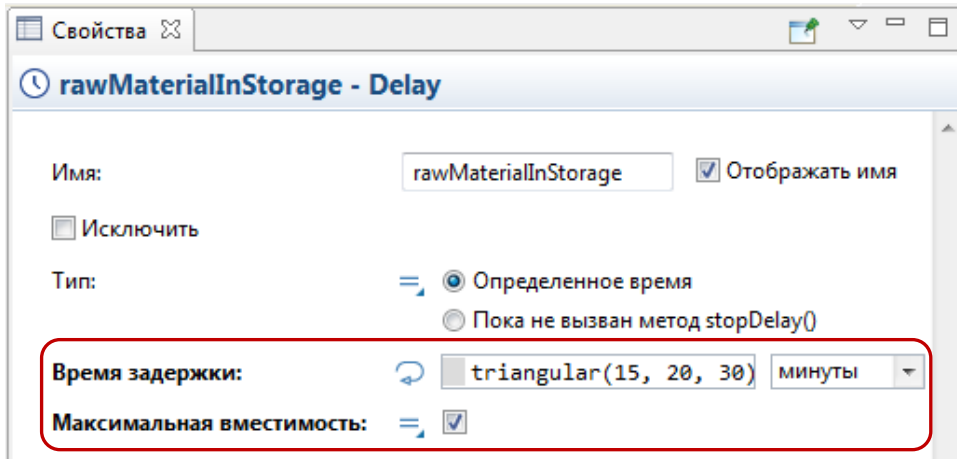 Свойства
rawMaterialInStorage - Delay
Имя: rawMaterialInStorage Отображать имя
Исключить
Тип: Определенное время
Пока не вызван метод stopDelay()
Время задержки: triangular(15, 20, 30) минуты
Максимальная вместимость: